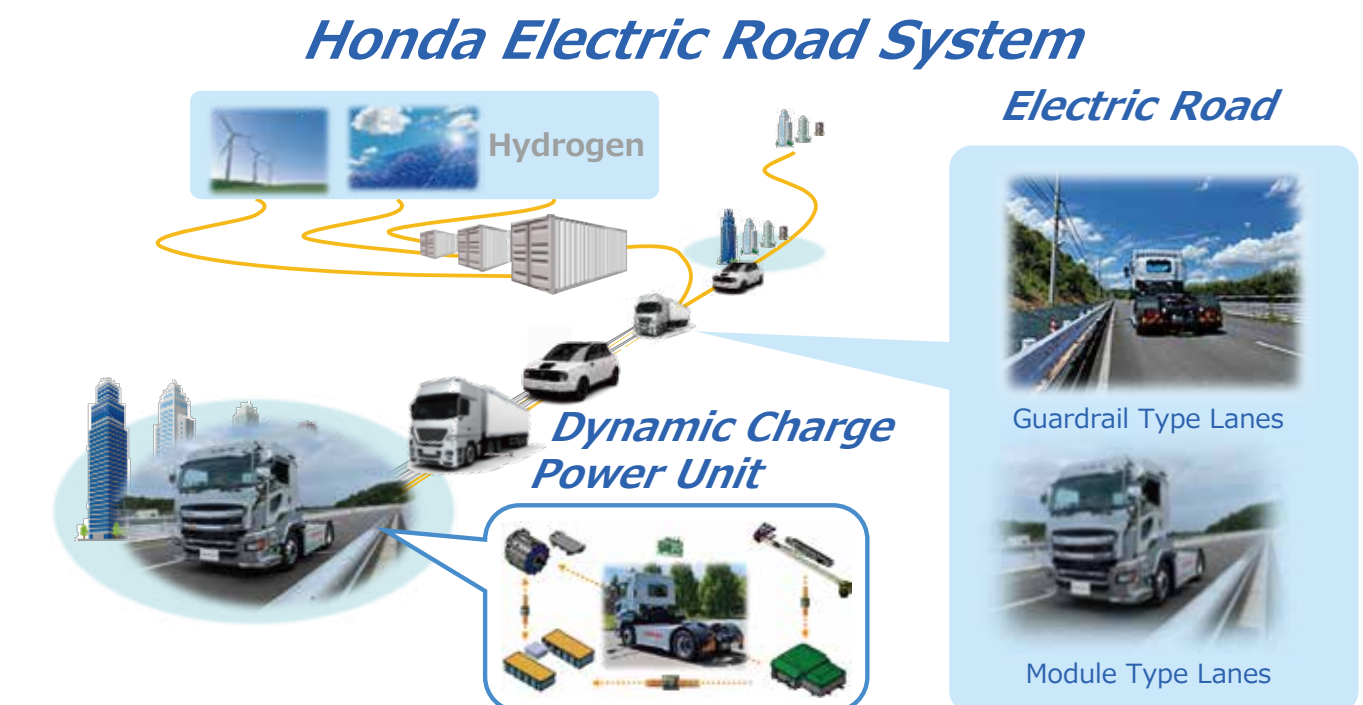 Honda Electric Road System
Hydrogen
Electric Road
Guardrail Type Lanes
Dynamic Charge
Power Unit
Module Type Lanes